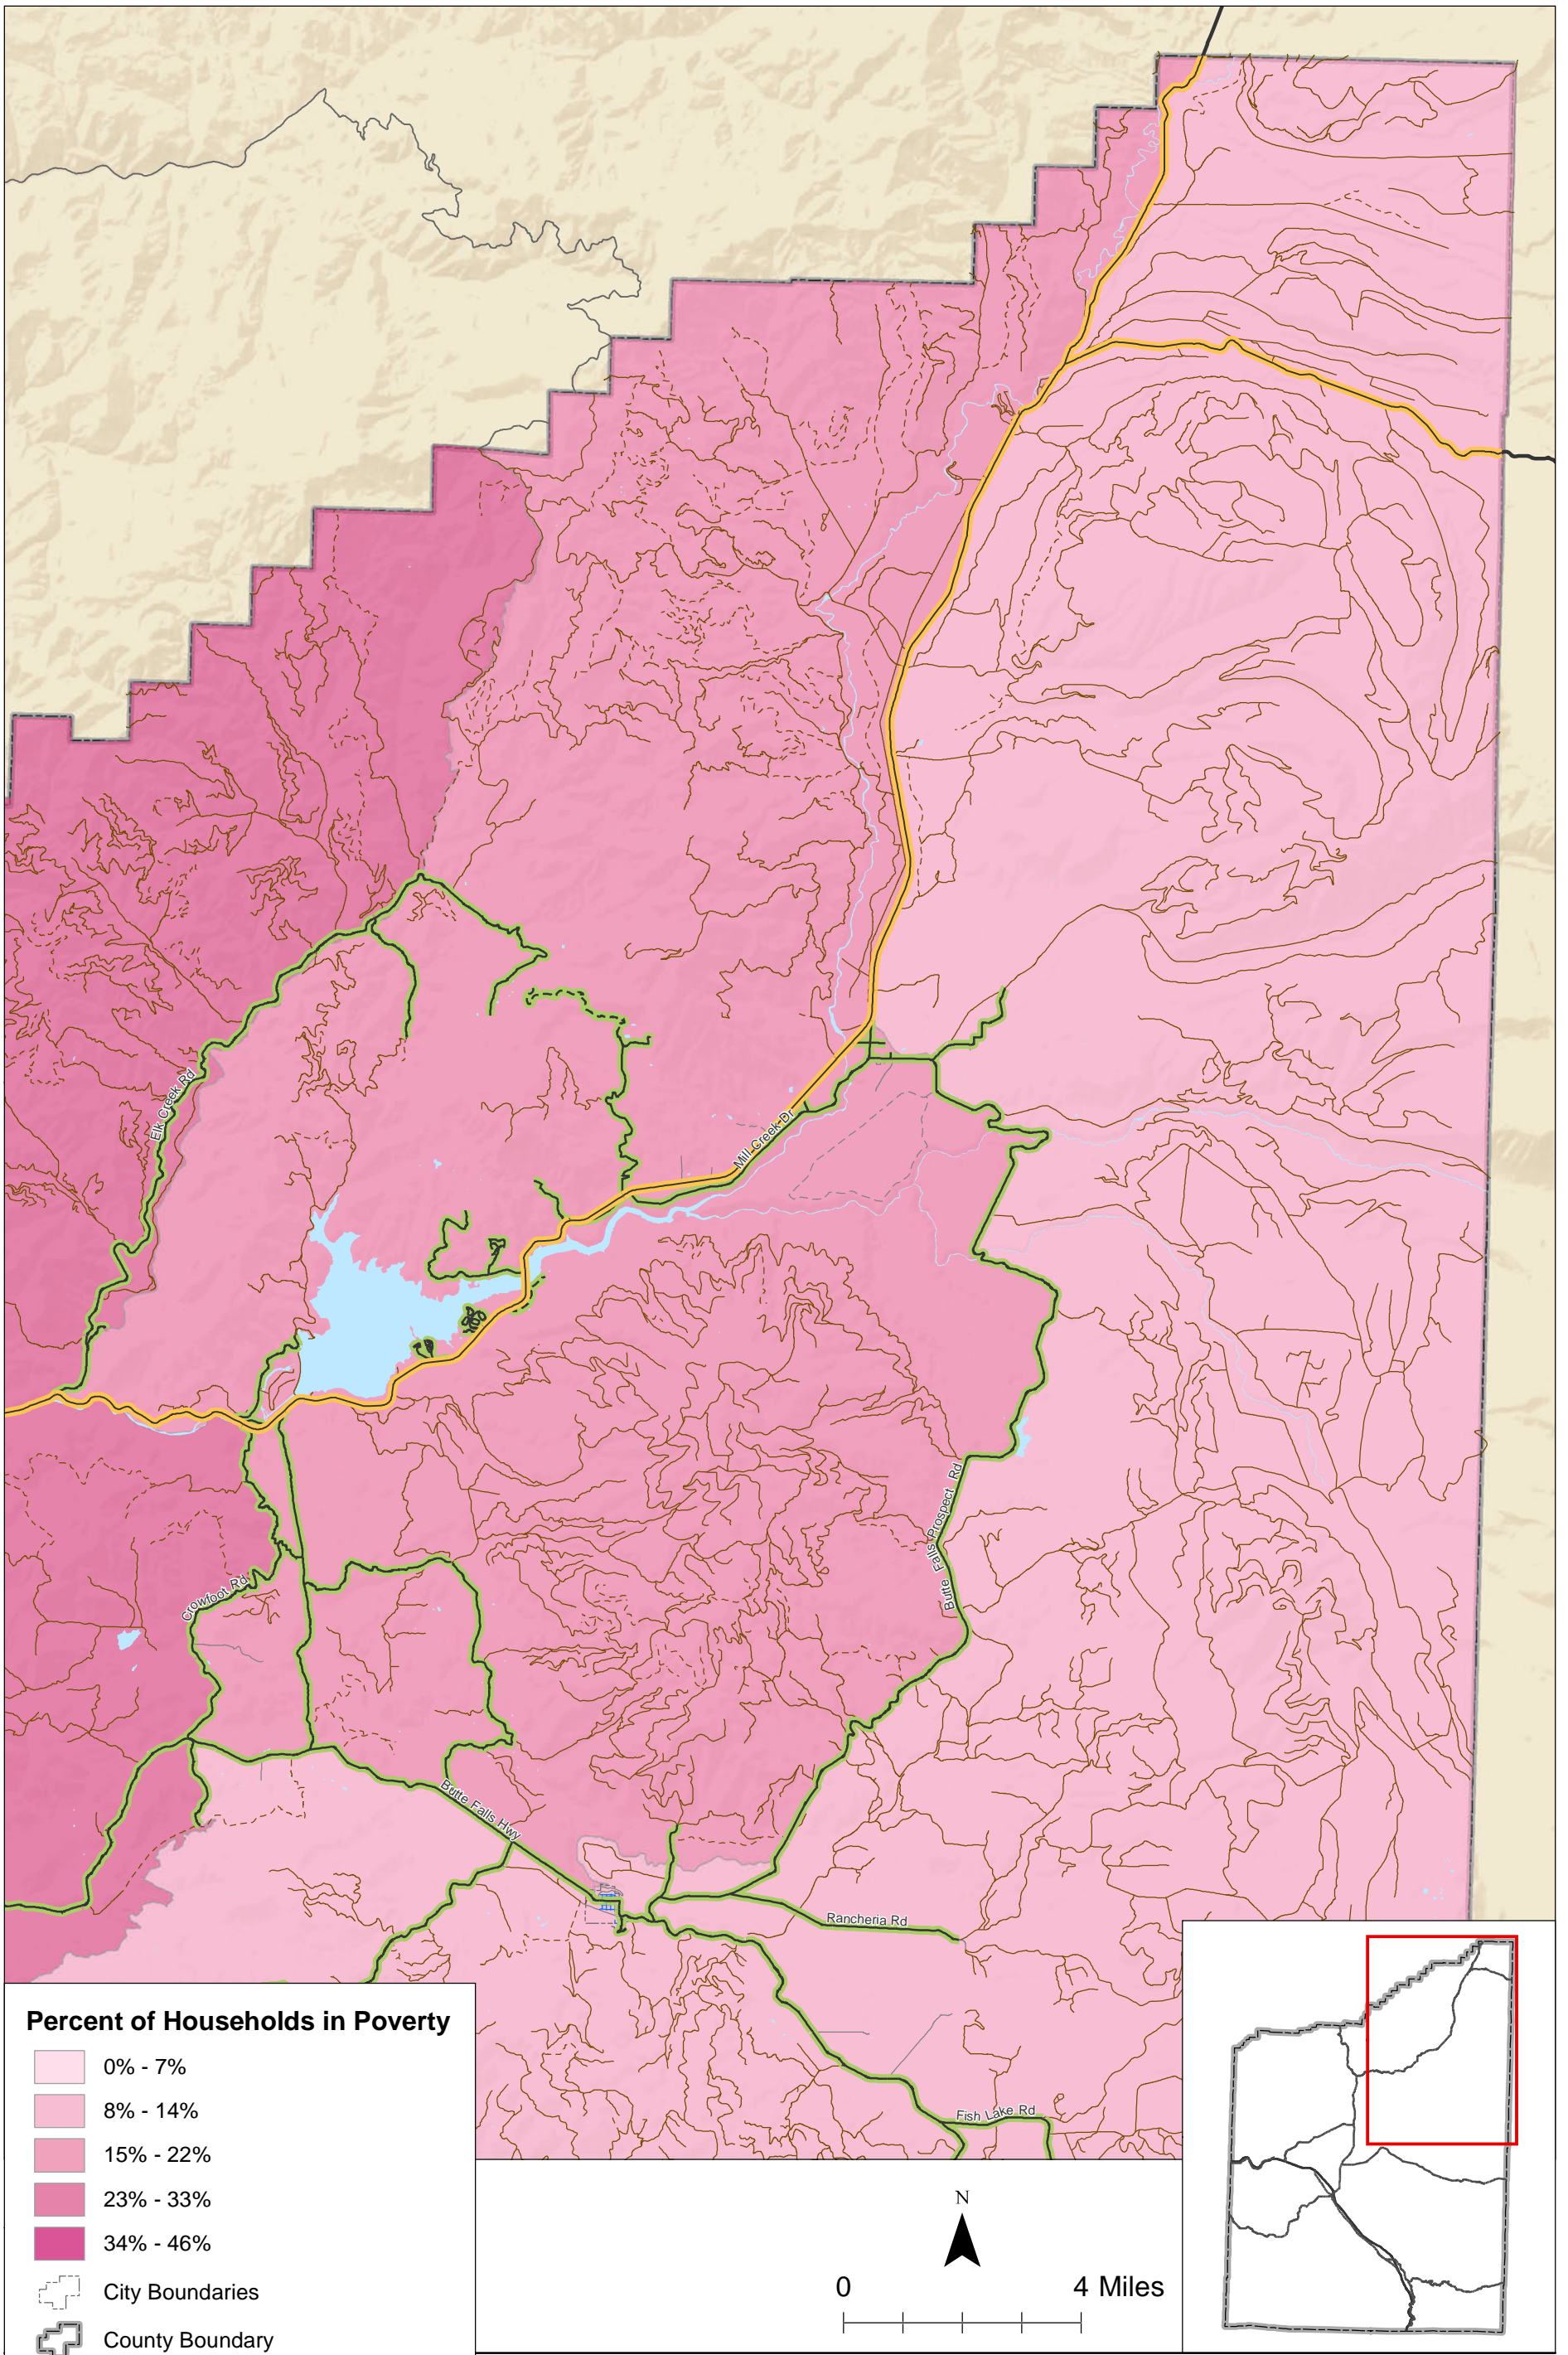 Elk Creek Rd
Mill Creek Dr
Butte Falls Prospect Rd
Crowfoot Rd
Butte Falls Hwy
Rancheria Rd
Fish Lake Rd
Percent of Households in Poverty
0% - 7%
8% - 14%
15% - 22%
23% - 33%
34% - 46%
City Boundaries
County Boundary
N
0 4 Miles